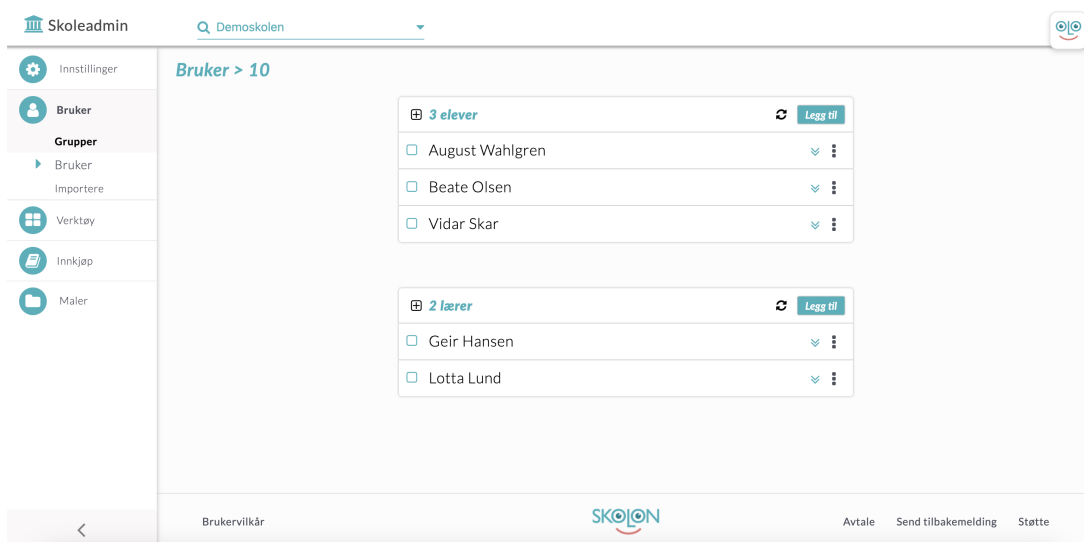 Skoleadmin
Demoskolen
Innstillinger
Bruker
Grupper
Bruker
Importere
Verktøy
Innkjøp
Maler
Bruker > 10
3 elever Legg til
August Wahlgren
Beate Olsen
Vidar Skar
2 lærer Legg til
Geir Hansen
Lotta Lund
Brukervilkår
SKOLON
Avtale Send tilbakemelding Støtte